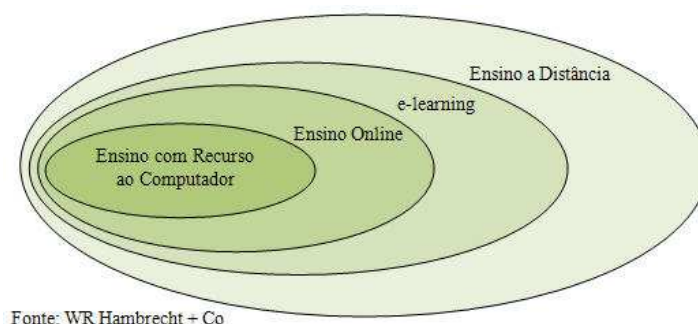 Ensino a Distância
e-learning
Ensino Online
Ensino com Recurso
ao Computador
Fonte: WR Hambrecht + Co